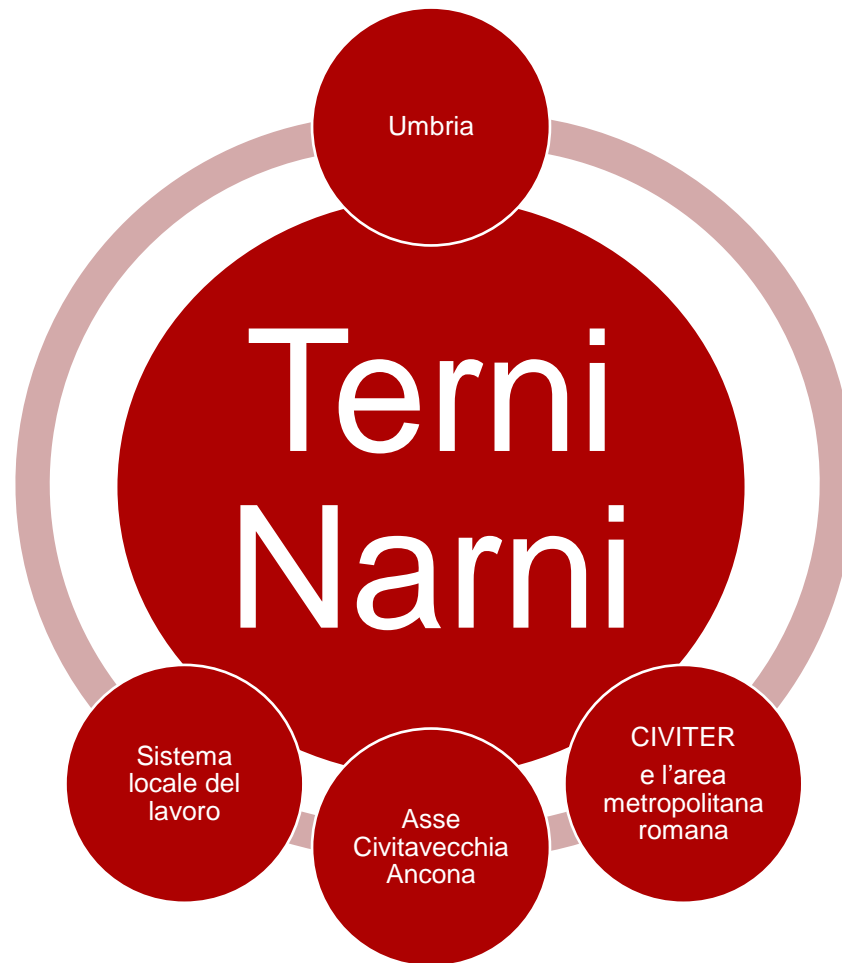 Umbria
Terni
Narni
Sistema
locale del
lavoro
Asse
Civitavecchia
Ancona
CIVITER
e l’area
metropolitana
romana